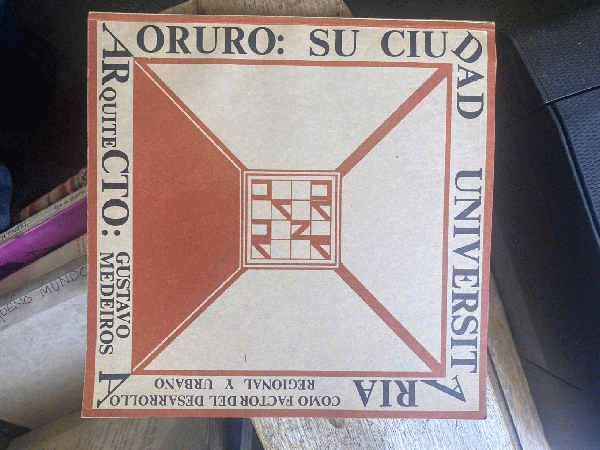 ORURO: SU CIUDAD UNIVERSITARIA
COMO FACTOR DEL DESARROLLO
REGIONAL Y URBANO
ARQUITECTO:
GUSTAVO
MEDEIROS A